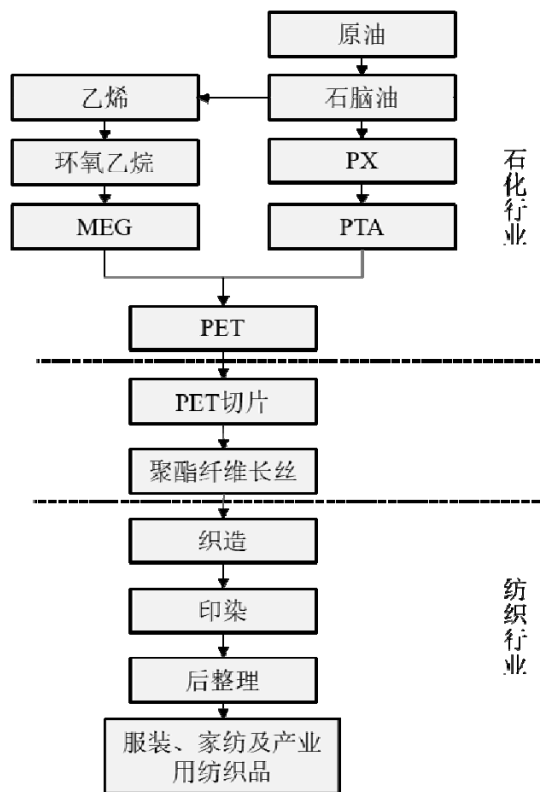 原油
乙烯
石脑油
环氧乙烷
PX
MEG
PTA
石化行业
PET
PET切片
聚酯纤维长丝
织造
印染
后整理
纺织行业
服装、家纺及产业
用纺织品